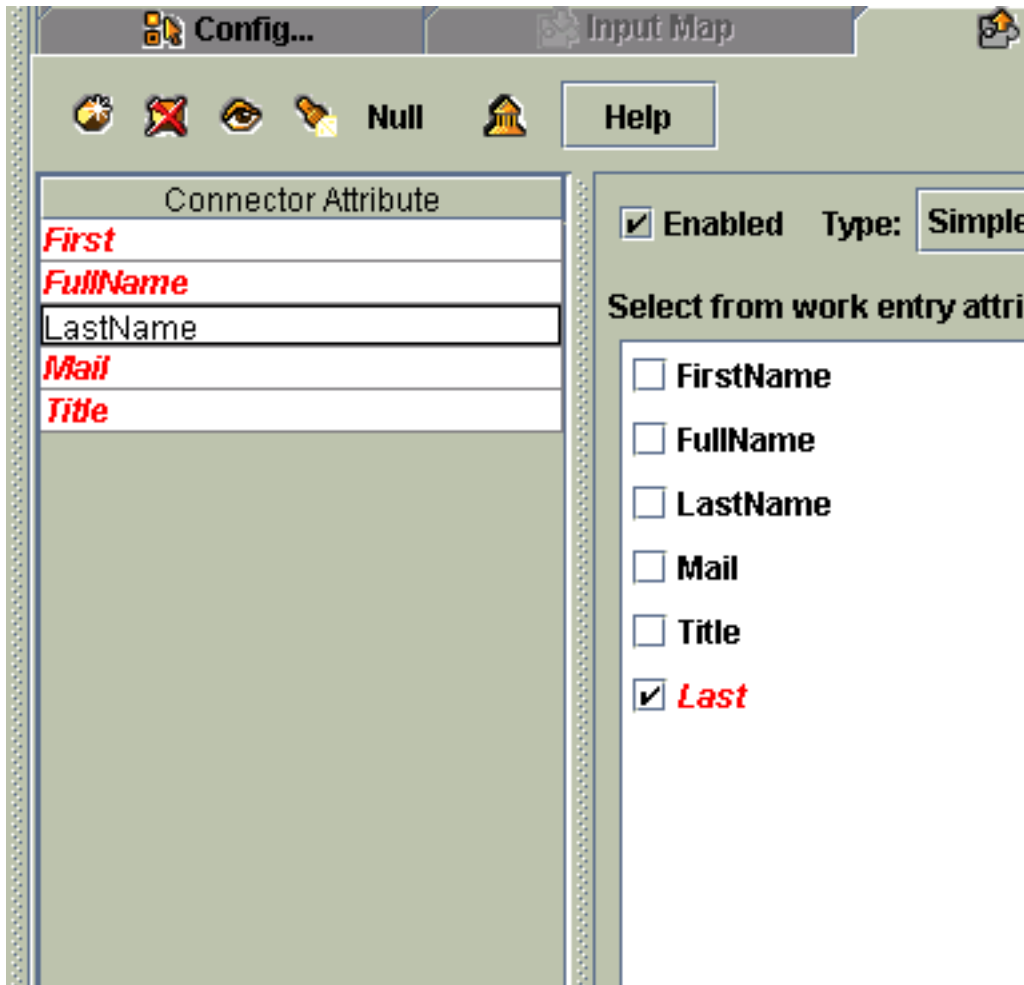 Config... Input Map
Null Help
Connector Attribute
First
FullName
LastName
Mail
Title
Enabled Type: Simple
Select from work entry attri
FirstName
FullName
LastName
Mail
Title
Last